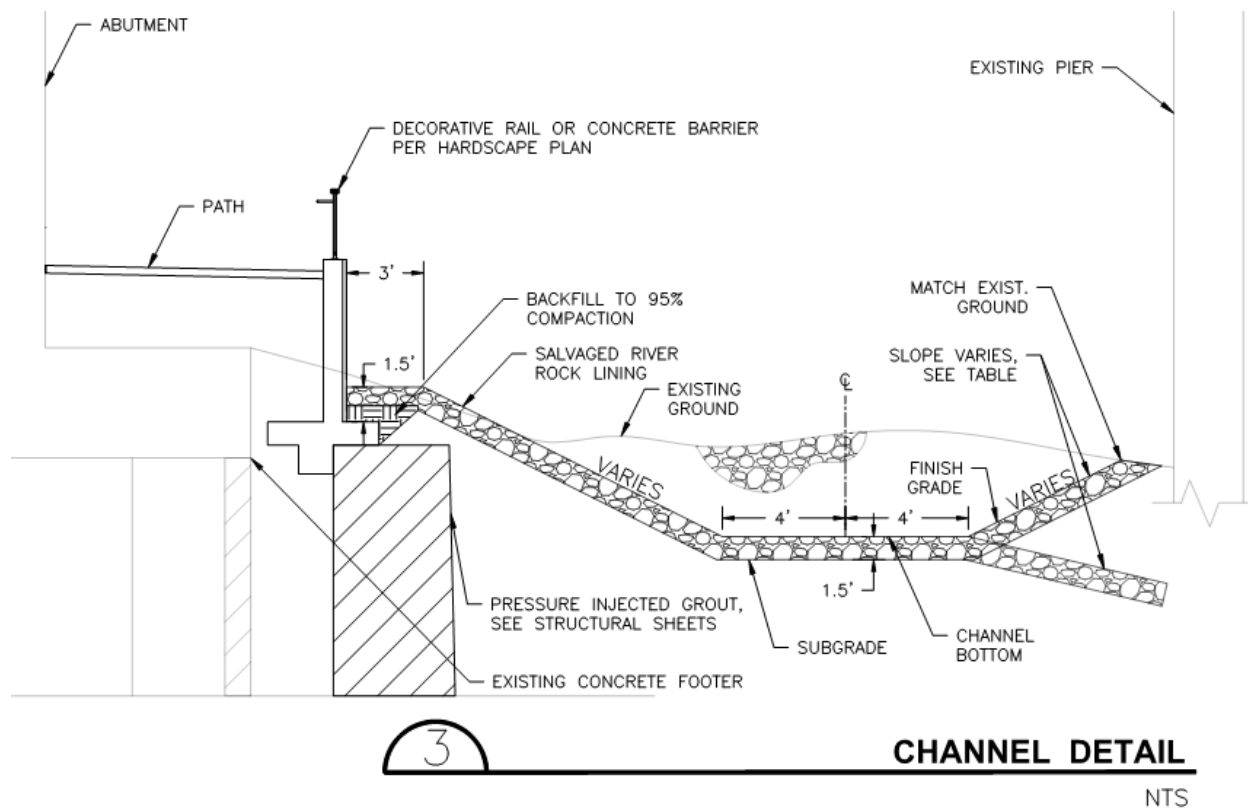 ABUTMENT
EXISTING PIER
DECORATIVE RAIL OR CONCRETE BARRIER
PER HARDSCAPE PLAN
PATH
3'
BACKFILL TO 95%
COMPACTION
MATCH EXIST.
GROUND
1.5'
SALVAGED RIVER
ROCK LINING
SLOPE VARIES,
SEE TABLE
EXISTING
GROUND
℄
VARIES
FINISH
GRADE
VARIES
4'
4'
1.5'
PRESSURE INJECTED GROUT,
SEE STRUCTURAL SHEETS
SUBGRADE
CHANNEL
BOTTOM
EXISTING CONCRETE FOOTER
3
CHANNEL DETAIL
NTS